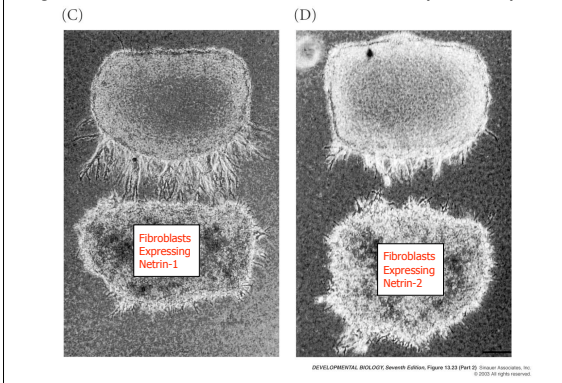 (C)
(D)
Fibroblasts
Expressing
Netrin-1
Fibroblasts
Expressing
Netrin-2
DEVELOPMENTAL BIOLOGY, Seventh Edition, Figure 13.23 (Part 2) Sinauer Associates, Inc.
© 2003 All rights reserved.